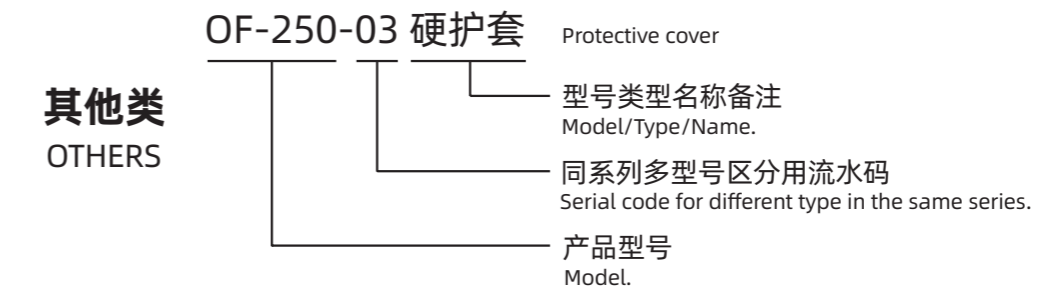 OF-250-03 硬护套 Protective cover
其他类
OTHERS
型号类型名称备注
Model/Type/Name.
同系列多型号区分用流水码
Serial code for different type in the same series.
产品型号
Model.